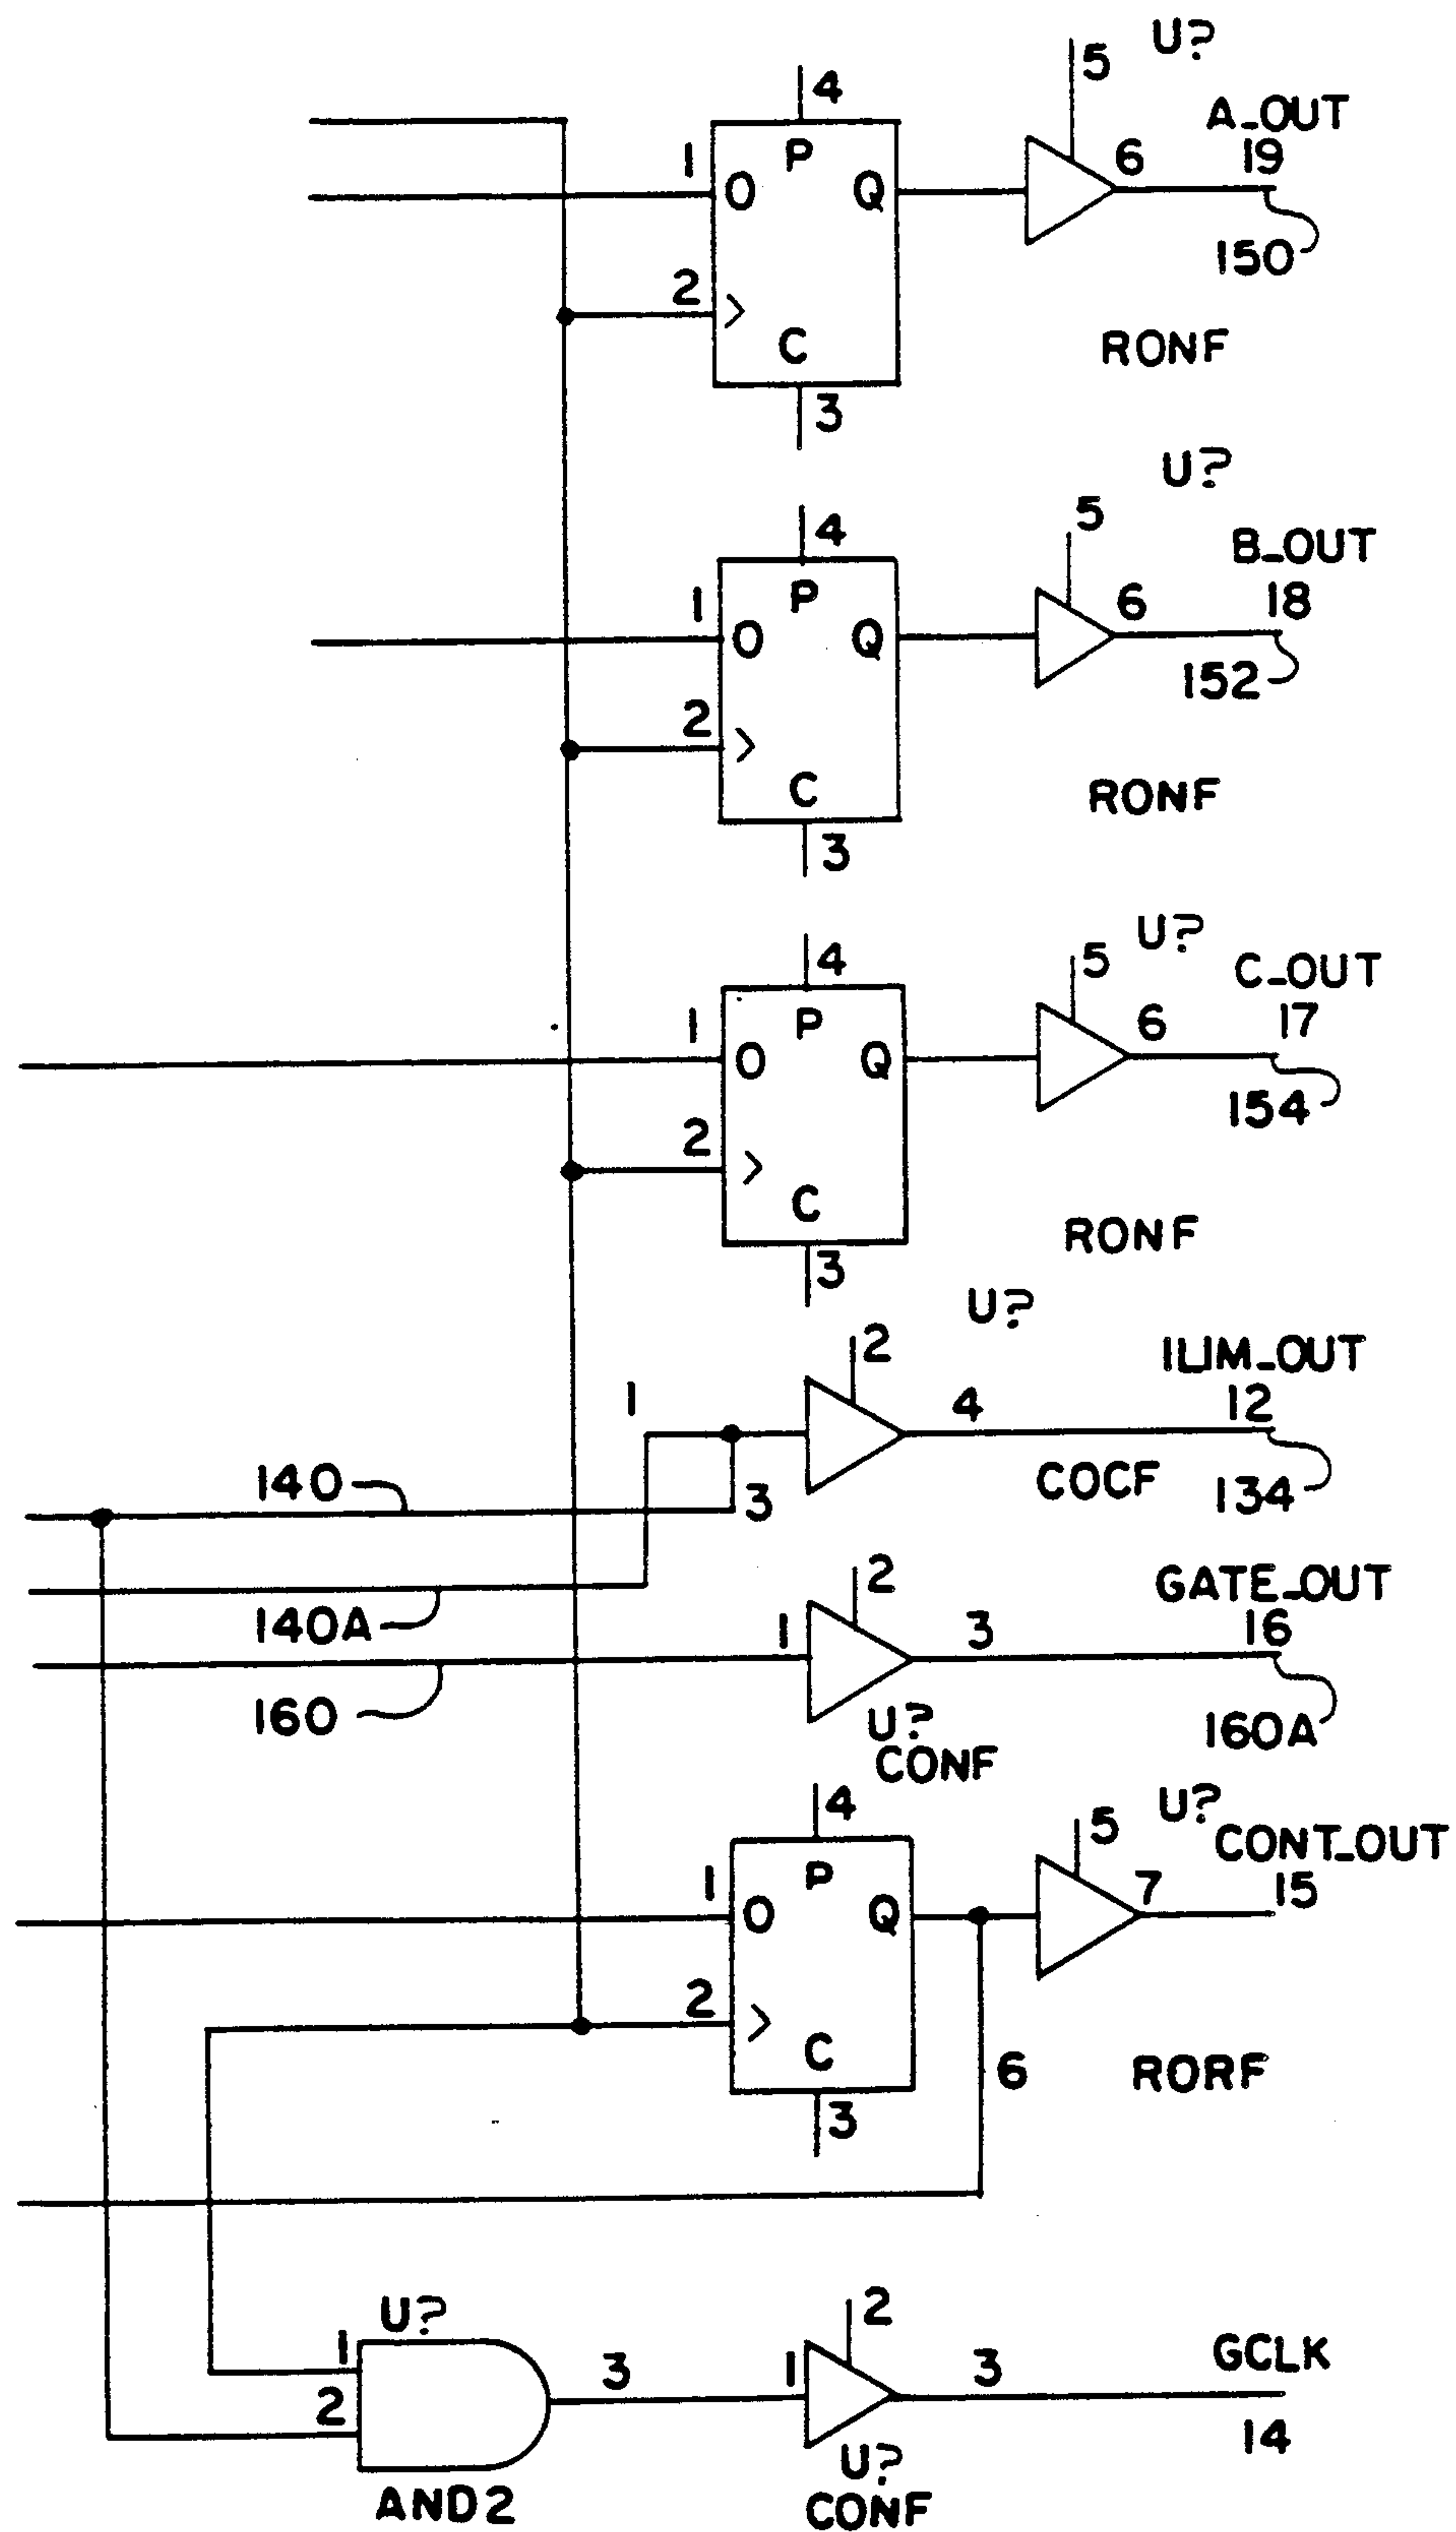 U?
5
4
A_OUT
1
P
6
19
O
Q
150
2
>
C
RONF
3
U?
5
4
B_OUT
1
P
6
18
O
Q
152
2
>
C
RONF
3
U?
5
4
C_OUT
1
P
6
17
O
Q
154
2
>
C
RONF
3
U?
2
ILIM_OUT
1
4
12
140
3
COCF
134
2
GATE_OUT
140A
1
3
16
160
U?
160A
CONF
4
U?
5
CONT_OUT
1
P
7
15
O
Q
2
>
C
6
RORF
3
U?
2
GCLK
1
3
1
3
2
14
U?
AND2
CONF